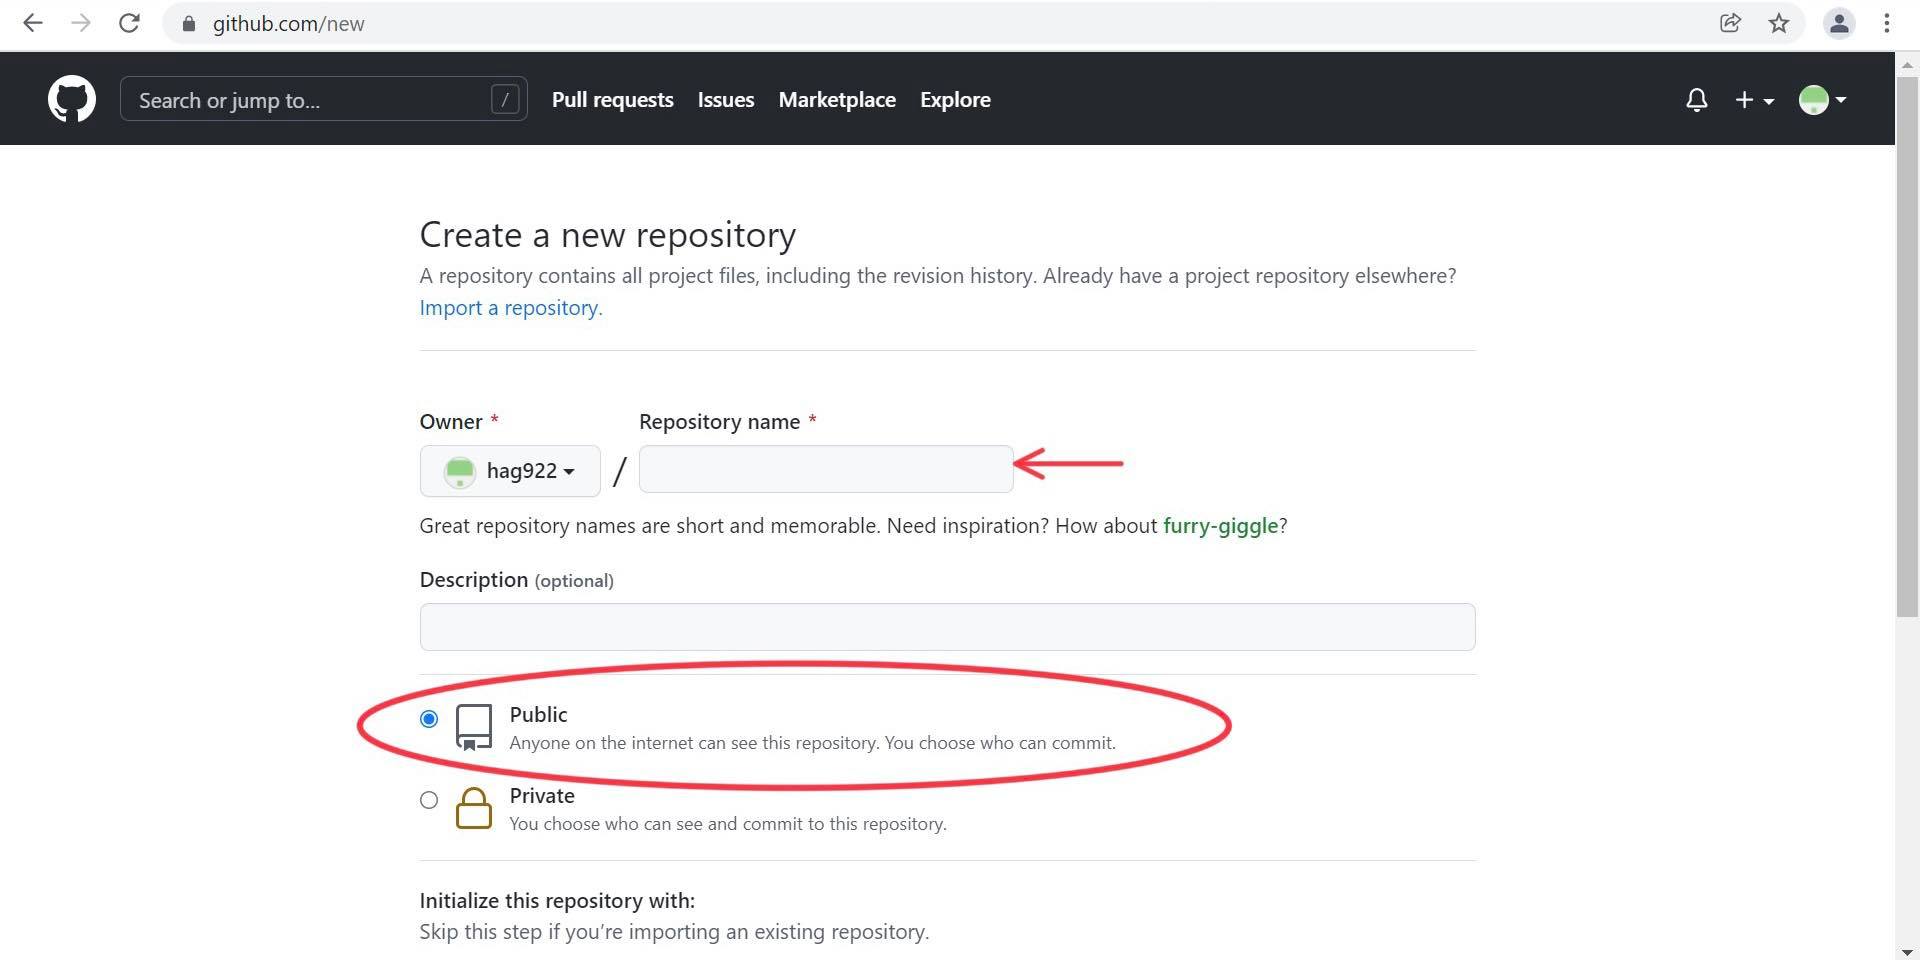 github.com/new
Search or jump to...
/
Pull requests
Issues
Marketplace
Explore
Create a new repository
A repository contains all project files, including the revision history. Already have a project repository elsewhere?
Import a repository.
Owner *
Repository name *
hag922
/
Great repository names are short and memorable. Need inspiration? How about furry-giggle?
Description (optional)
Public
Anyone on the internet can see this repository. You choose who can commit.
Private
You choose who can see and commit to this repository.
Initialize this repository with:
Skip this step if you’re importing an existing repository.